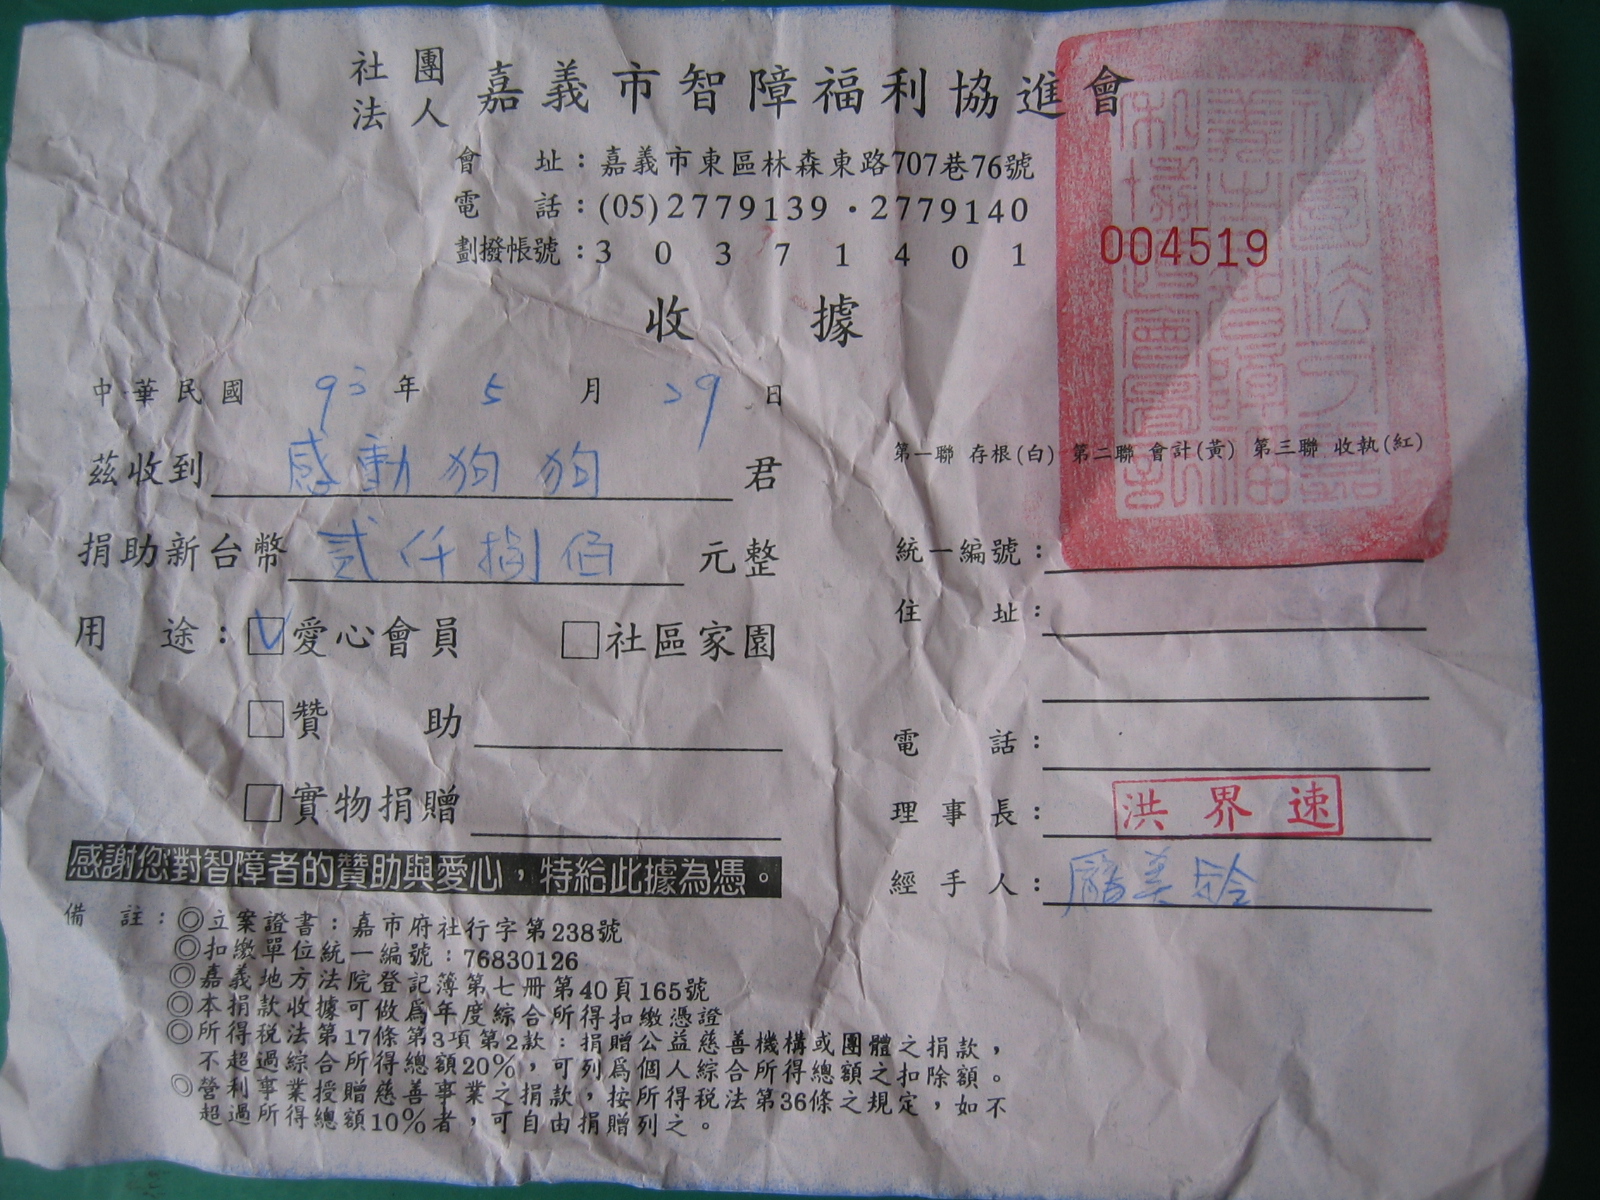 社團法人 嘉義市智障福利協進會
會 址：嘉義市東區林森東路707巷76號
電 話：(05)2779139・2779140
劃撥帳號：3 0 3 7 1 4 0 1
004519
收 據
中華民國 93 年 5 月 29 日
第一聯 存根(白) 第二聯 會計(黃) 第三聯 收執(紅)
茲收到 感動狗狗 君
捐助新台幣 貳仟捌佰 元整
統一編號：
住 址：
用 途：☑愛心會員 □社區家園
□贊 助
電 話：
□實物捐贈
理 事 長：洪界速
感謝您對智障者的贊助與愛心，特給此據為憑。
經 手 人：美玲
備 註：◎立案證書：嘉市府社行字第238號
◎扣繳單位統一編號：76830126
◎嘉義地方法院登記簿第七冊第40頁165號
◎本捐款收據可做爲年度綜合所得扣繳憑證
◎所得稅法第17條第3項第2款：捐贈公益慈善機構或團體之捐款，
不超過綜合所得總額20%，可列爲個人綜合所得總額之扣除額。
◎營利事業授贈慈善事業之捐款，按所得稅法第36條之規定，如不
超過所得總額10%者，可自由捐贈列之。